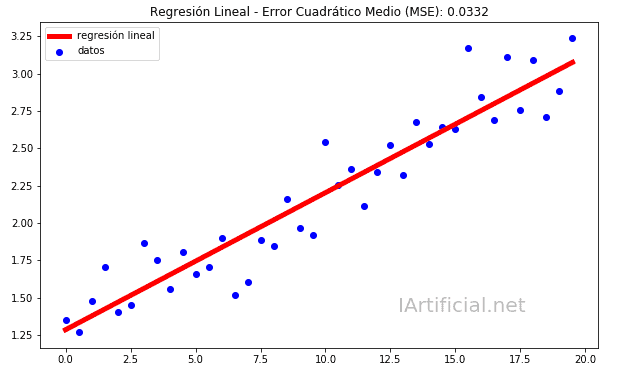 Regresión Lineal - Error Cuadrático Medio (MSE): 0.0332
regresión lineal
datos
3.25
3.00
2.75
2.50
2.25
2.00
1.75
1.50
1.25
IArtificial.net
0.0 2.5 5.0 7.5 10.0 12.5 15.0 17.5 20.0